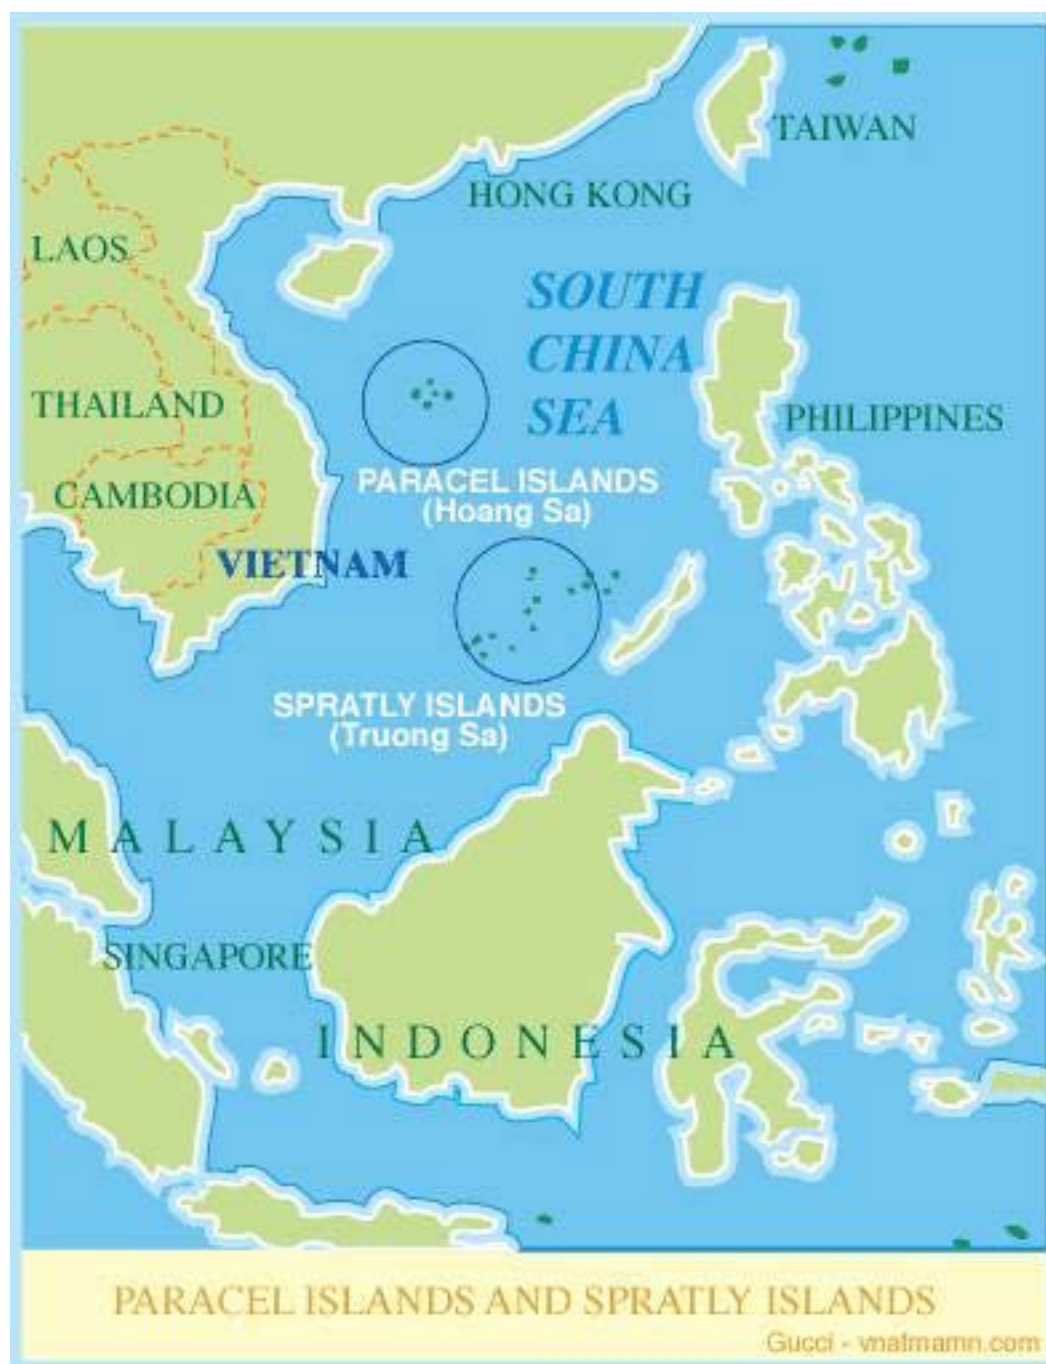 TAIWAN
HONG KONG
LAOS
SOUTH
CHINA
SEA
THAILAND
PHILIPPINES
PARACEL ISLANDS
(Hoang Sa)
CAMBODIA
VIETNAM
SPRATLY ISLANDS
(Truong Sa)
MALAYSIA
SINGAPORE
INDONESIA
PARACEL ISLANDS AND SPRATLY ISLANDS
Gucci - vnafmamn.com